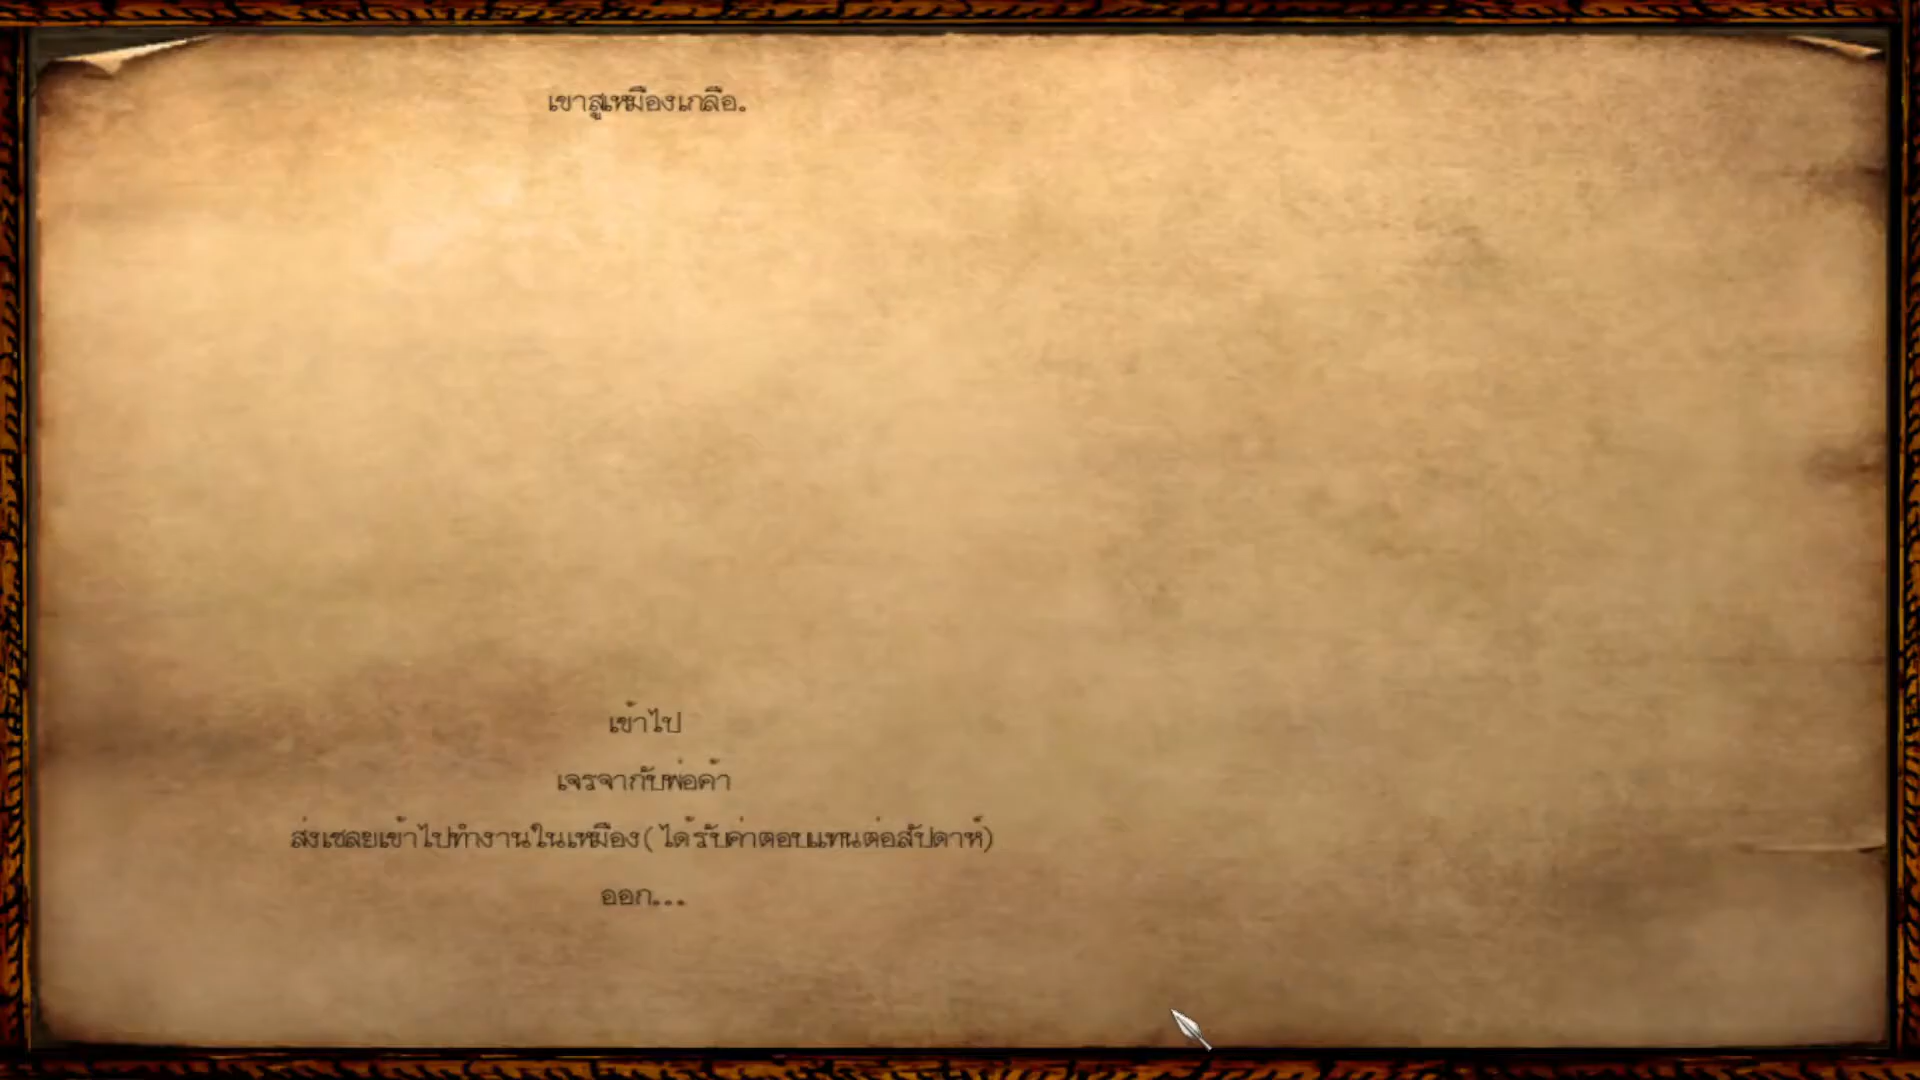 เขาสู่เหมืองเกลือ.
เข้าไป
เจรจากับพ่อค้า
ส่งเชลยเข้าไปทำงานในเหมือง( ได้รับค่าตอบแทนต่อสัปดาห์)
ออก...